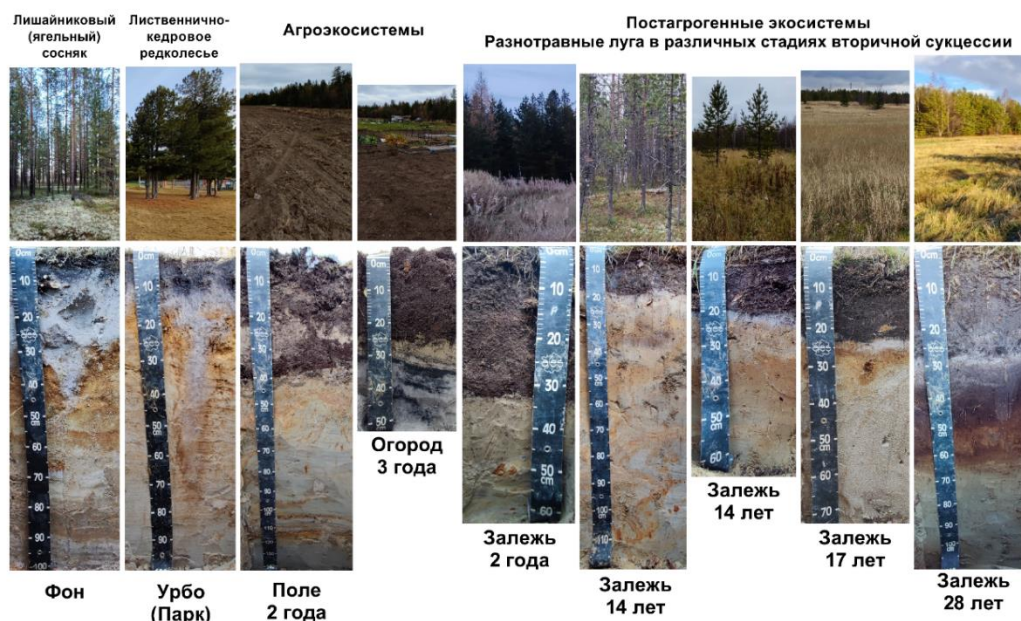 Лишайниковый
(ягельный)
сосняк
Лиственнично-
кедровое
редколесье
Агроэкосистемы
Постагрогенные экосистемы
Разнотравные луга в различных стадиях вторичной сукцессии
Фон
Урбо
(Парк)
Поле
2 года
Огород
3 года
Залежь
2 года
Залежь
14 лет
Залежь
14 лет
Залежь
17 лет
Залежь
28 лет